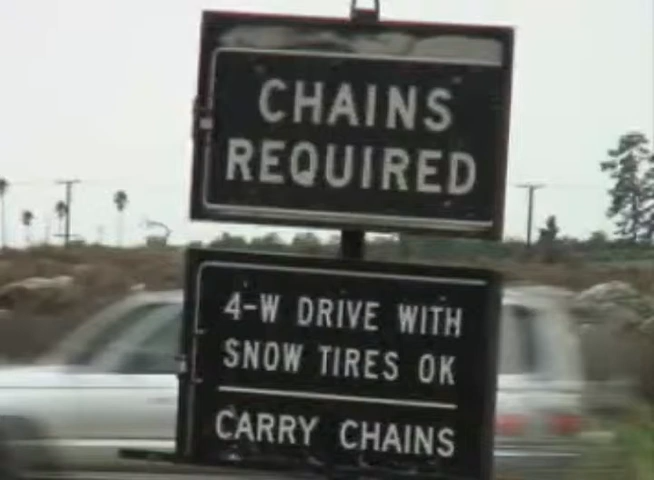 CHAINS
REQUIRED
4-W DRIVE WITH
SNOW TIRES OK
CARRY CHAINS